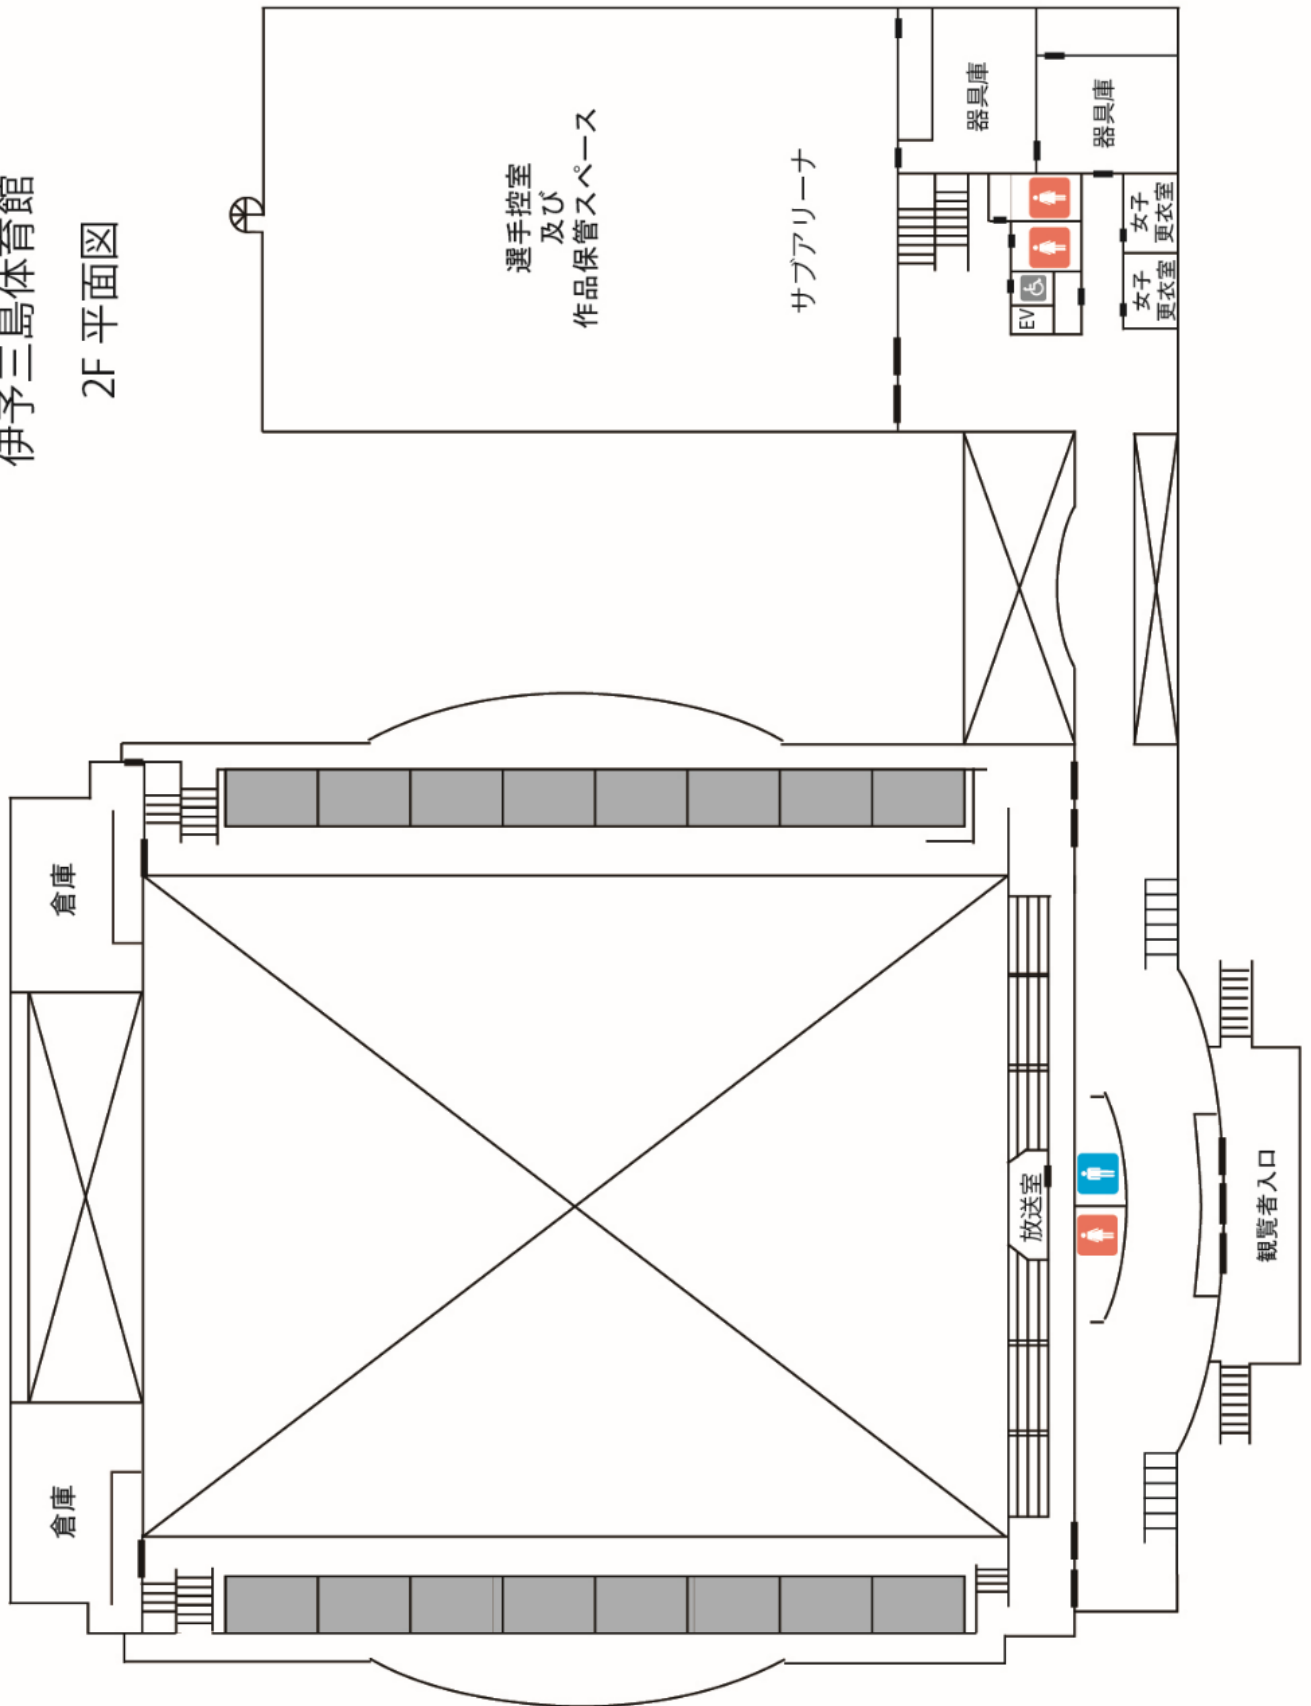 伊予三島体育館
2F 平面図
倉庫
倉庫
選手控室
及び
作品保管スペース
サブアリーナ
器具庫
器具庫
EV
女子
更衣室
女子
更衣室
放送室
観覧者入口